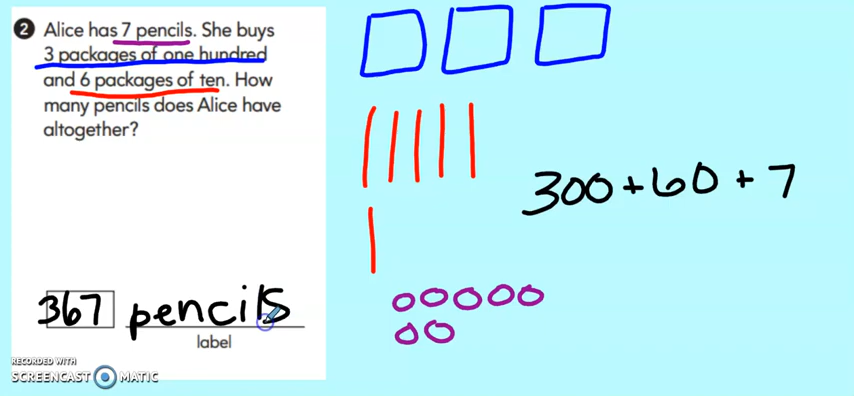 2 Alice has 7 pencils. She buys
3 packages of one hundred
and 6 packages of ten. How
many pencils does Alice have
altogether?
300 + 60 + 7
367 pencils
label
RECORDED WITH
SCREENCAST MATIC